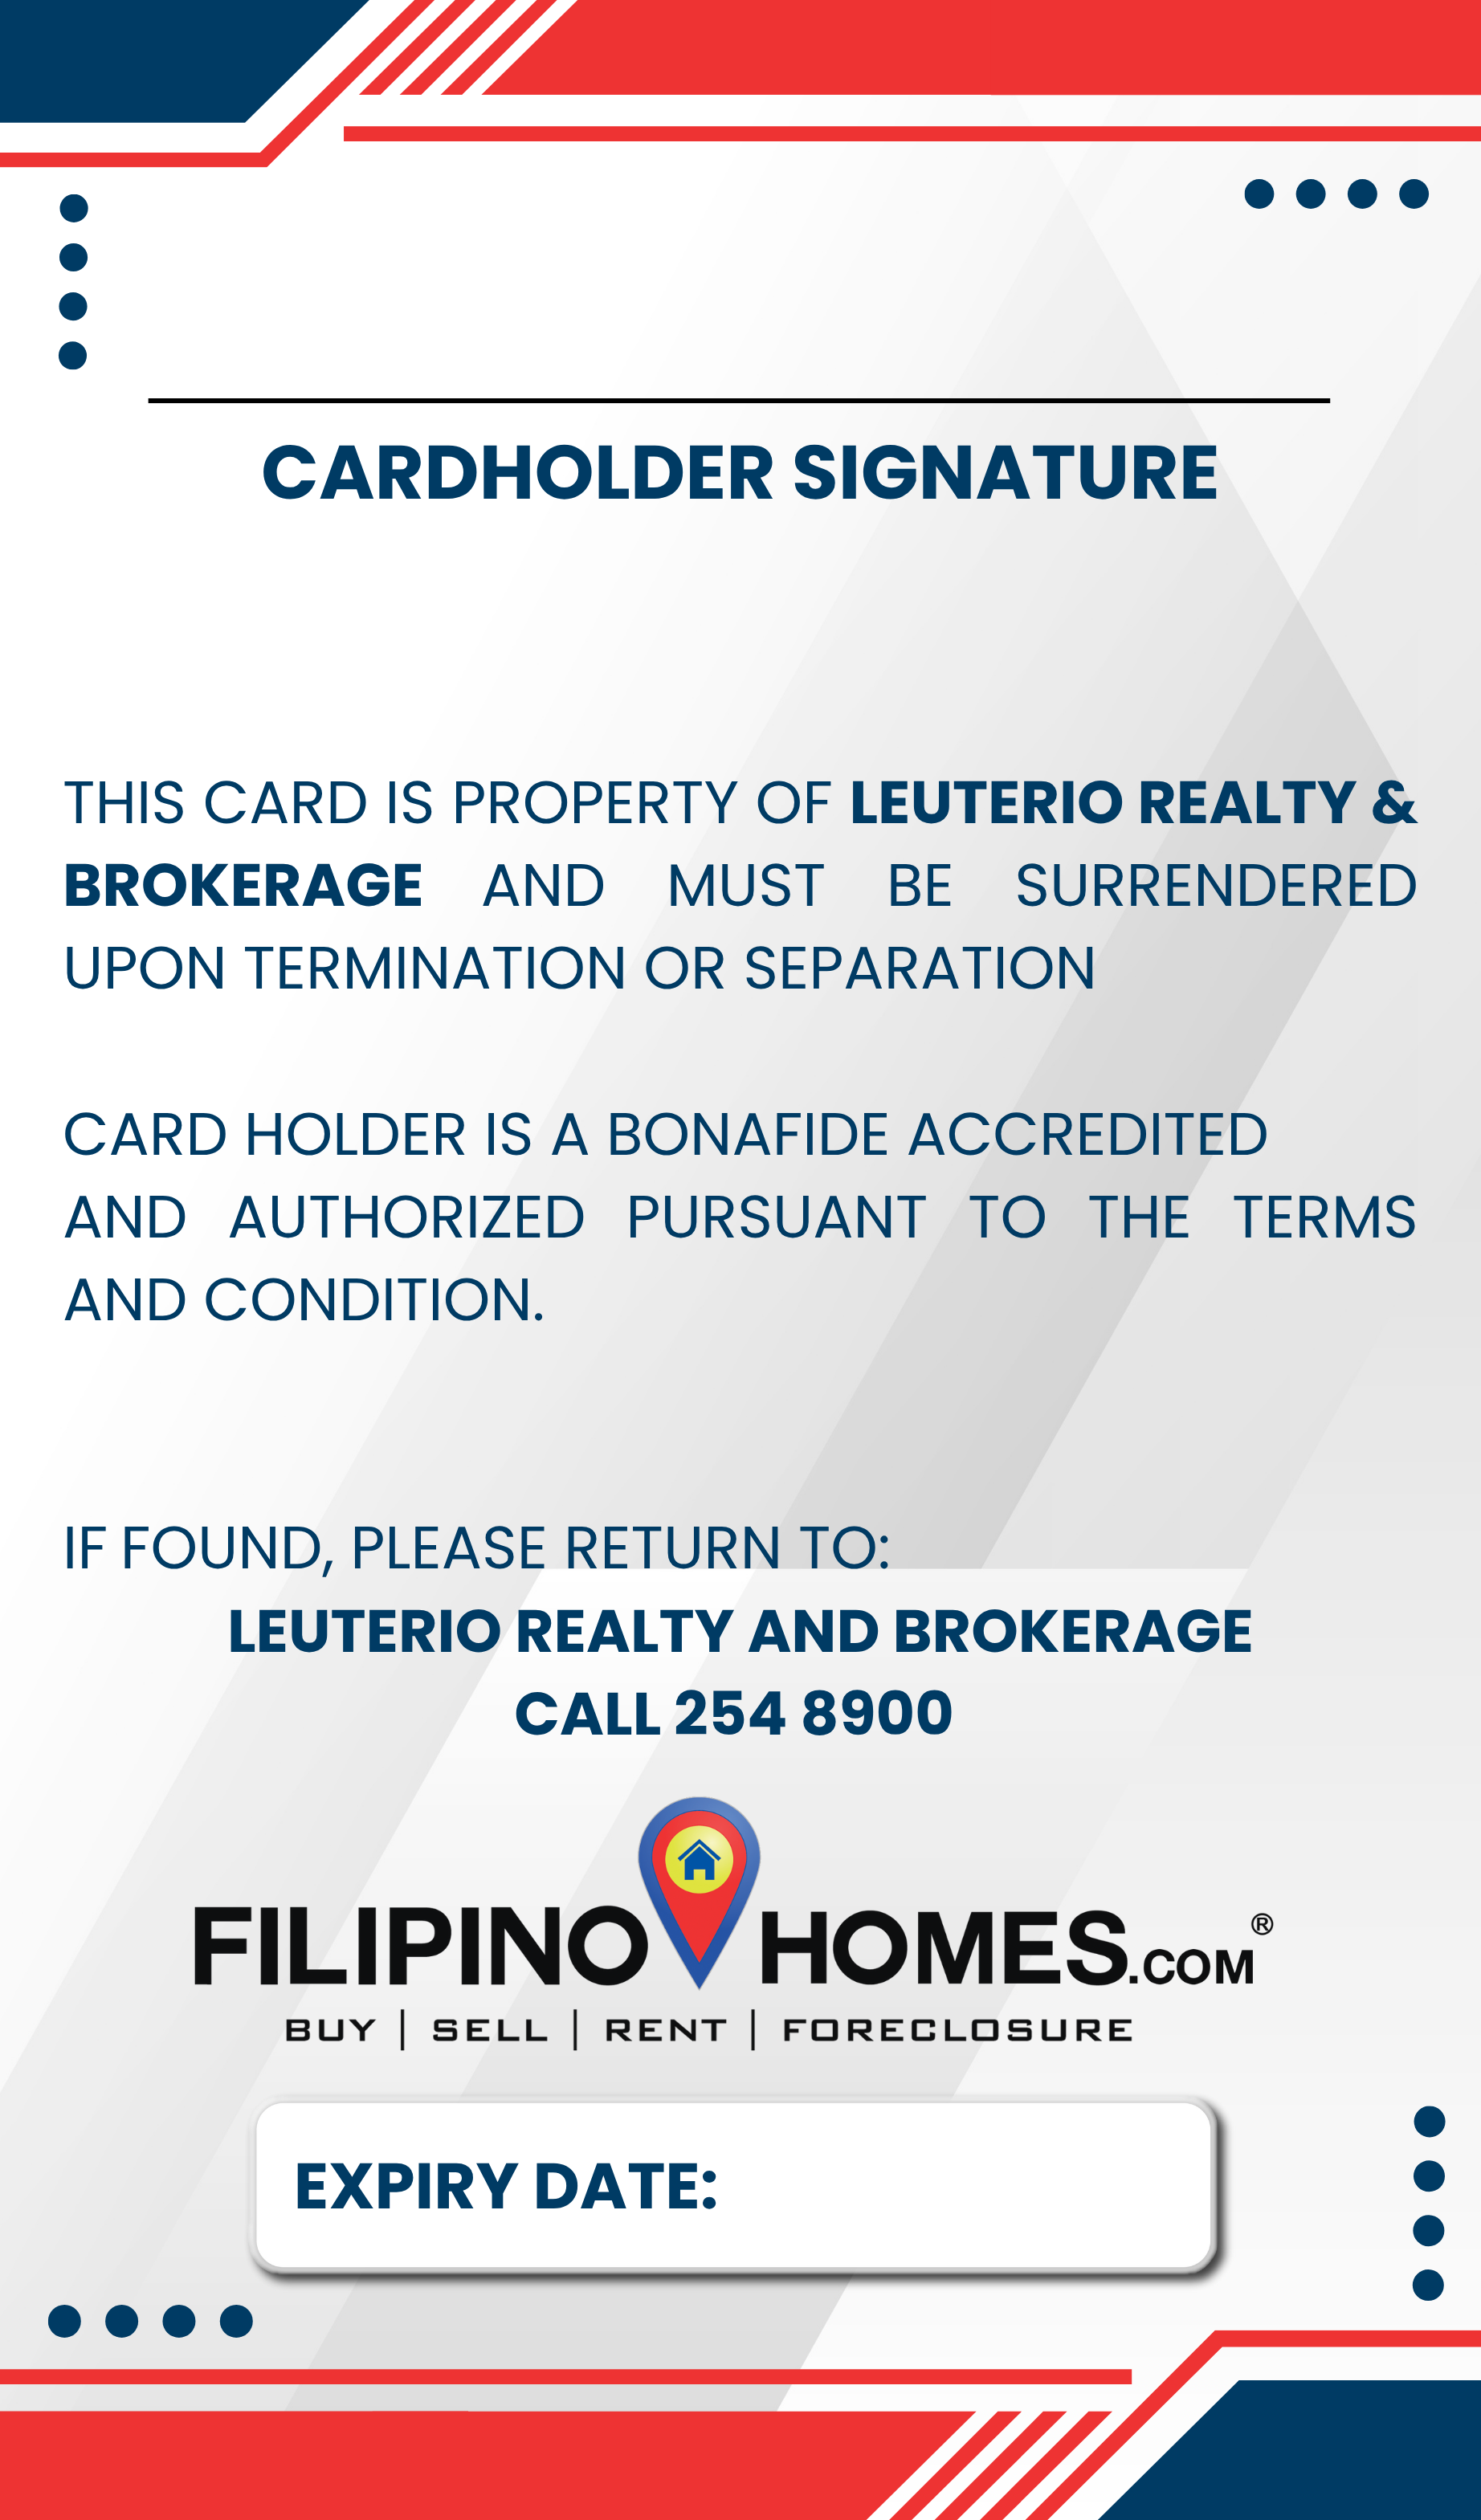 CARDHOLDER SIGNATURE
THIS CARD IS PROPERTY OF LEUTERIO REALTY &
BROKERAGE AND MUST BE SURRENDERED
UPON TERMINATION OR SEPARATION
CARD HOLDER IS A BONAFIDE ACCREDITED
AND AUTHORIZED PURSUANT TO THE TERMS
AND CONDITION.
IF FOUND, PLEASE RETURN TO:
LEUTERIO REALTY AND BROKERAGE
CALL 254 8900
FILIPINO HOMES.COM®
BUY | SELL | RENT | FORECLOSURE
EXPIRY DATE: